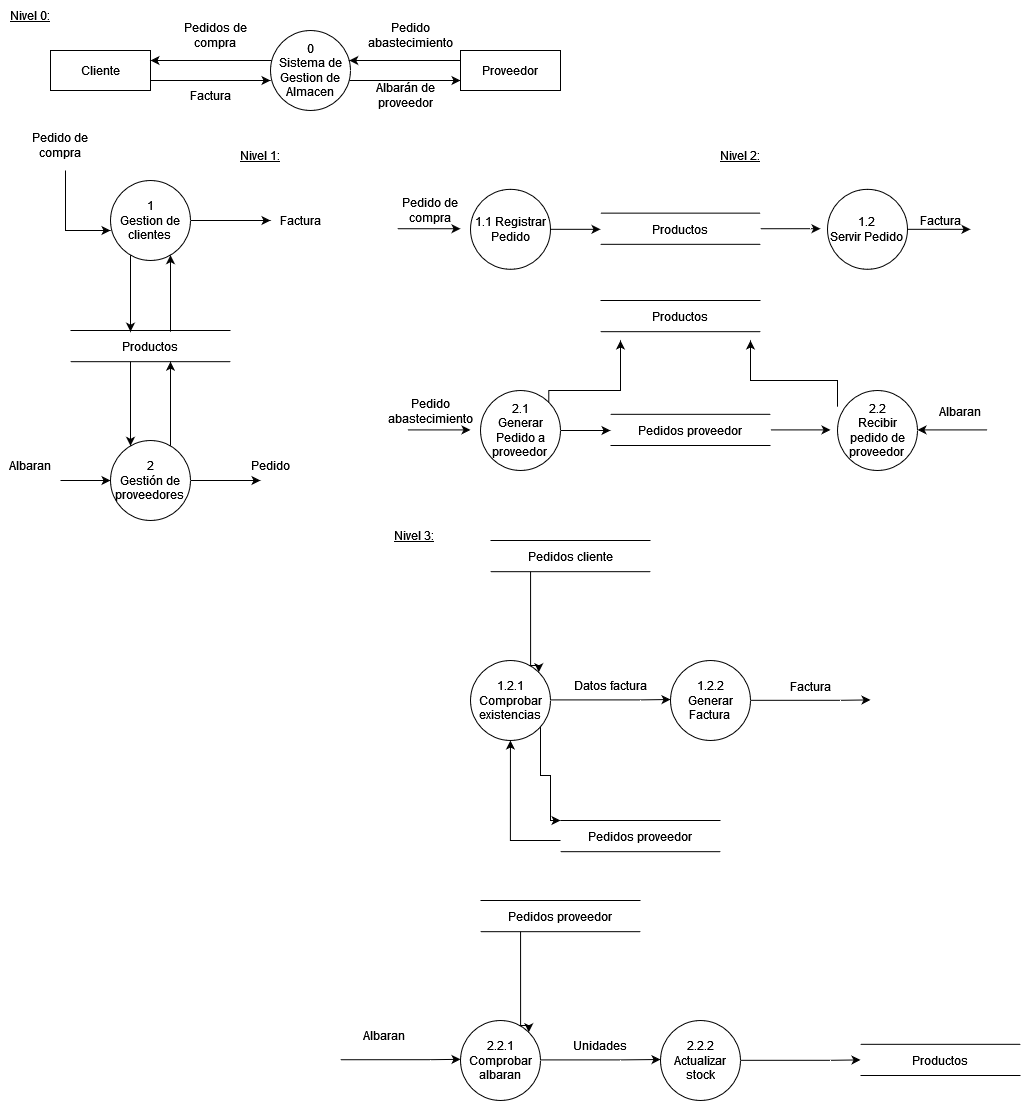 Nivel 0:
Pedidos de
compra
Pedido
abastecimiento
Cliente
0
Sistema de
Gestion de
Almacen
Proveedor
Factura
Albarán de
proveedor
Pedido de
compra
Nivel 1:
1
Gestion de
clientes
Factura
Productos
Albaran
2
Gestión de
proveedores
Pedido
Nivel 2:
Pedido de
compra
1.1 Registrar
Pedido
Productos
1.2
Servir Pedido
Factura
Productos
Pedido
abastecimiento
2.1
Generar
Pedido a
proveedor
Pedidos proveedor
2.2
Recibir
pedido de
proveedor
Albaran
Nivel 3:
Pedidos cliente
1.2.1
Comprobar
existencias
Datos factura
1.2.2
Generar
Factura
Factura
Pedidos proveedor
Pedidos proveedor
Albaran
2.2.1
Comprobar
albaran
Unidades
2.2.2
Actualizar
stock
Productos